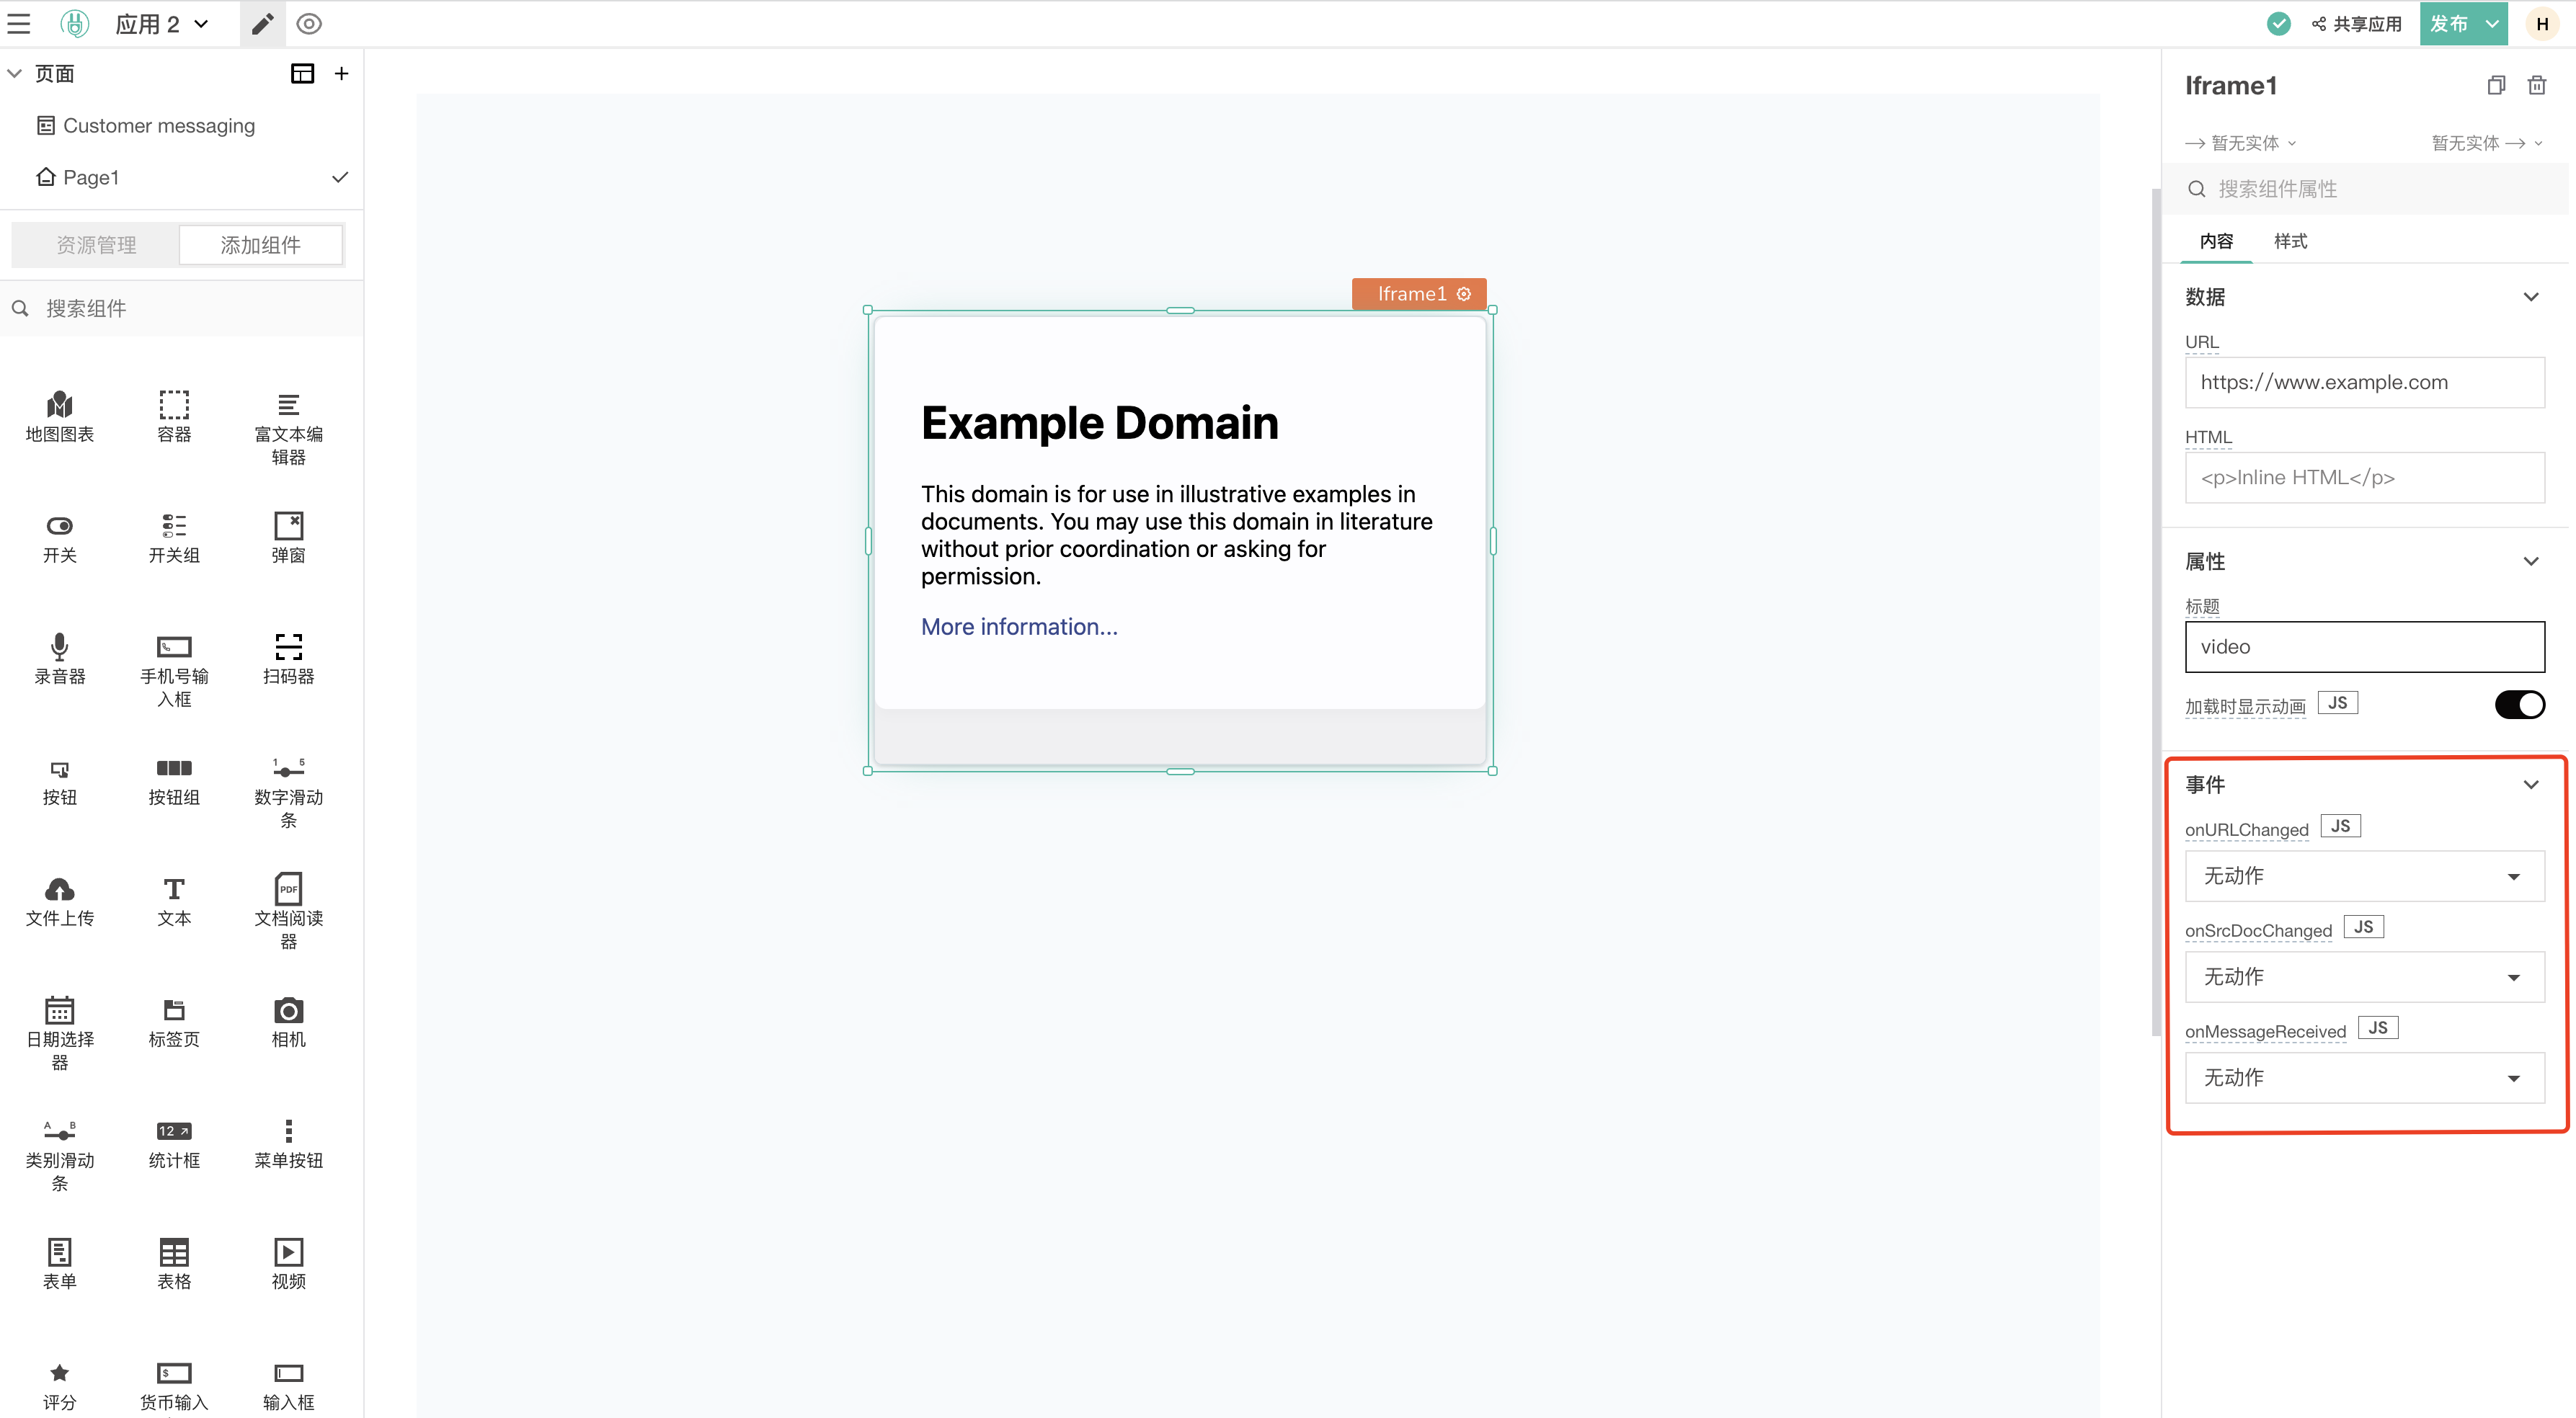 应用 2
共享应用
发布
H
页面
Customer messaging
Page1
资源管理
添加组件
搜索组件
地图图表
容器
富文本编
辑器
开关
开关组
弹窗
录音器
手机号输
入框
扫码器
按钮
按钮组
1 5
数字滑动
条
文件上传
T
文本
PDF
文档阅读
器
日期选择
器
标签页
相机
A B
类别滑动
条
12
统计框
菜单按钮
表单
表格
视频
评分
$
货币输入
输入框
Iframe1
Example Domain
This domain is for use in illustrative examples in
documents. You may use this domain in literature
without prior coordination or asking for
permission.
More information...
Iframe1
暂无实体
暂无实体
搜索组件属性
内容
样式
数据
URL
https://www.example.com
HTML
<p>Inline HTML</p>
属性
标题
video
加载时显示动画 JS
事件
onURLChanged JS
无动作
onSrcDocChanged JS
无动作
onMessageReceived JS
无动作